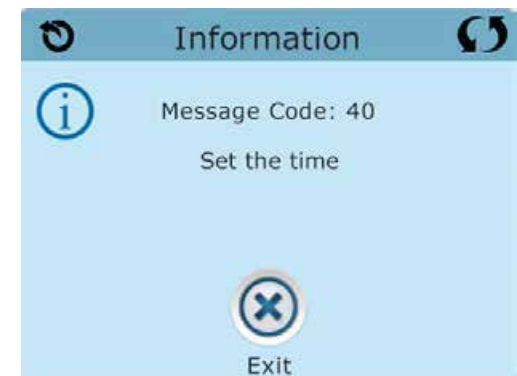 Information
i
Message Code: 40
Set the time
Exit